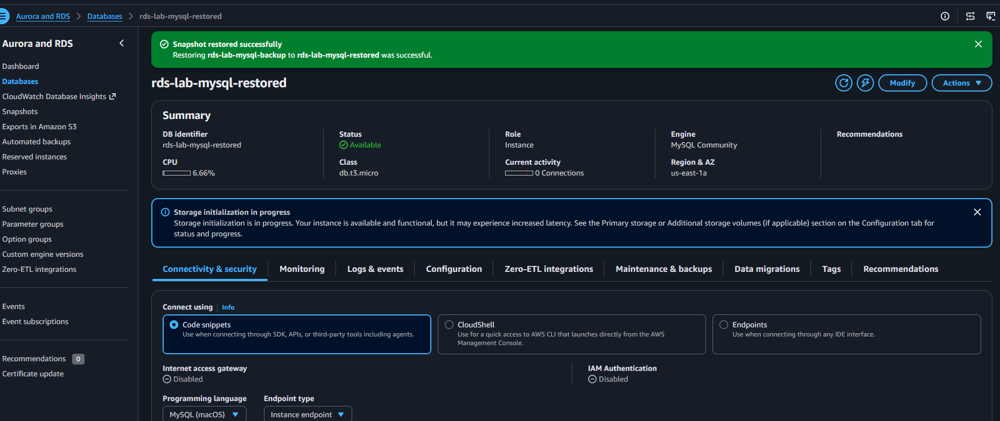 Aurora and RDS > Databases > rds-lab-mysql-restored
Aurora and RDS
Dashboard
Databases
CloudWatch Database Insights
Snapshots
Exports in Amazon S3
Automated backups
Reserved instances
Proxies
Subnet groups
Parameter groups
Option groups
Custom engine versions
Zero-ETL integrations
Events
Event subscriptions
Recommendations 0
Certificate update
Snapshot restored successfully
Restoring rds-lab-mysql-backup to rds-lab-mysql-restored was successful.
rds-lab-mysql-restored
Modify
Actions
Summary
DB identifier
rds-lab-mysql-restored
Status
Available
Role
Instance
Engine
MySQL Community
Recommendations
CPU
6.66%
Class
db.t3.micro
Current activity
0 Connections
Region & AZ
us-east-1a
Storage initialization in progress
Storage initialization is in progress. Your instance is available and functional, but it may experience increased latency. See the Primary storage or Additional storage volumes (if applicable) section on the Configuration tab for
status and progress.
Connectivity & security
Monitoring
Logs & events
Configuration
Zero-ETL integrations
Maintenance & backups
Data migrations
Tags
Recommendations
Connect using
Info
Code snippets
Use when connecting through SDK, APIs, or third-party tools including agents.
CloudShell
Use for a quick access to AWS CLI that launches directly from the AWS
Management Console.
Endpoints
Use when connecting through any IDE interface.
Internet access gateway
Disabled
IAM Authentication
Disabled
Programming language
MySQL (macOS)
Endpoint type
Instance endpoint